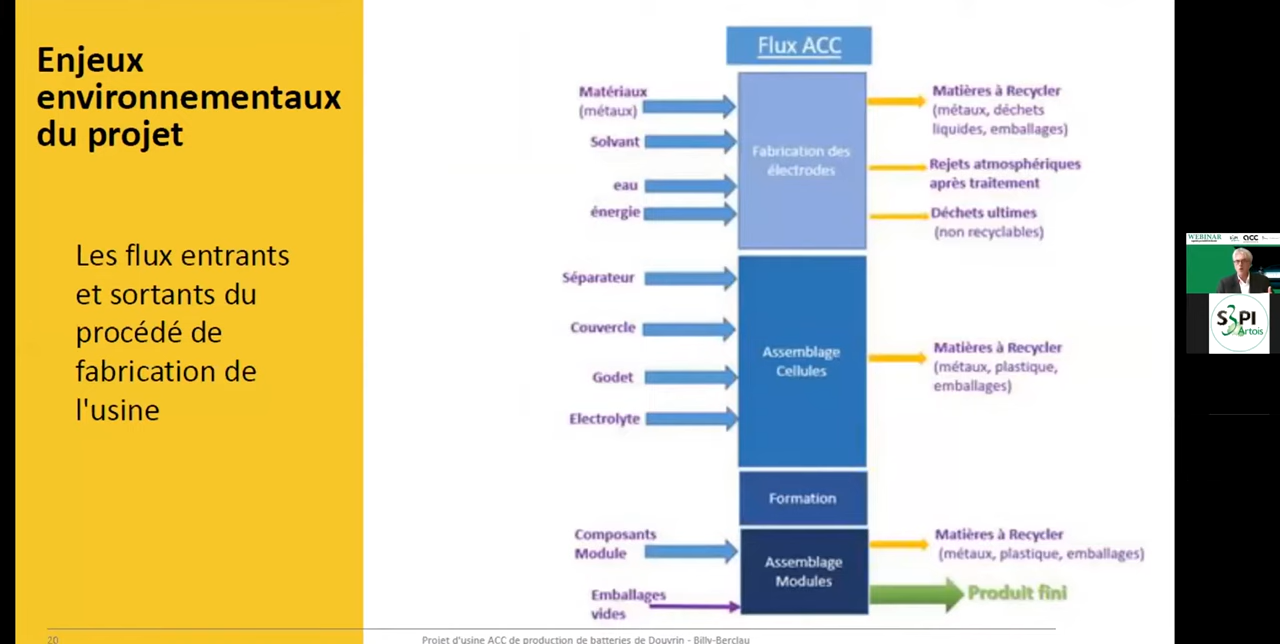 Enjeux
environnementaux
du projet
Les flux entrants
et sortants du
procédé de
fabrication de
l'usine
Flux ACC
Matériaux
(métaux)
Solvant
eau
énergie
Fabrication des
électrodes
Matières à Recycler
(métaux, déchets
liquides, emballages)
Rejets atmosphériques
après traitement
Déchets ultimes
(non recyclables)
Séparateur
Couvercle
Godet
Electrolyte
Assemblage
Cellules
Matières à Recycler
(métaux, plastique,
emballages)
Formation
Composants
Module
Emballages
vides
Assemblage
Modules
Matières à Recycler
(métaux, plastique, emballages)
Produit fini
20
Projet d'usine ACC de production de batteries de Douvrin - Billy-Berclau
WEBINAR
acc
S3PI
Artois